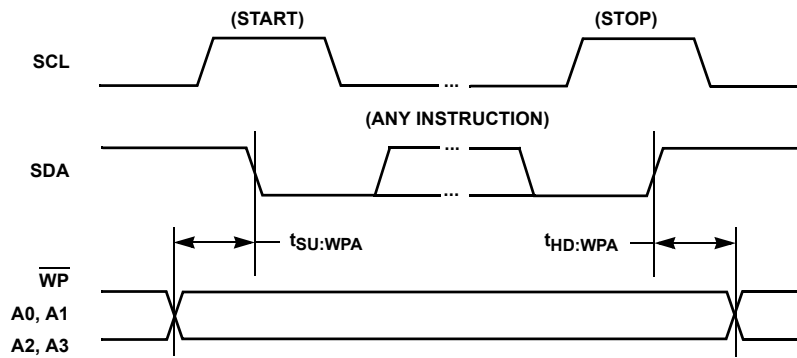 (START)
(STOP)
SCL
...
(ANY INSTRUCTION)
...
SDA
...
tSU:WPA
tHD:WPA
WP
A0, A1
A2, A3